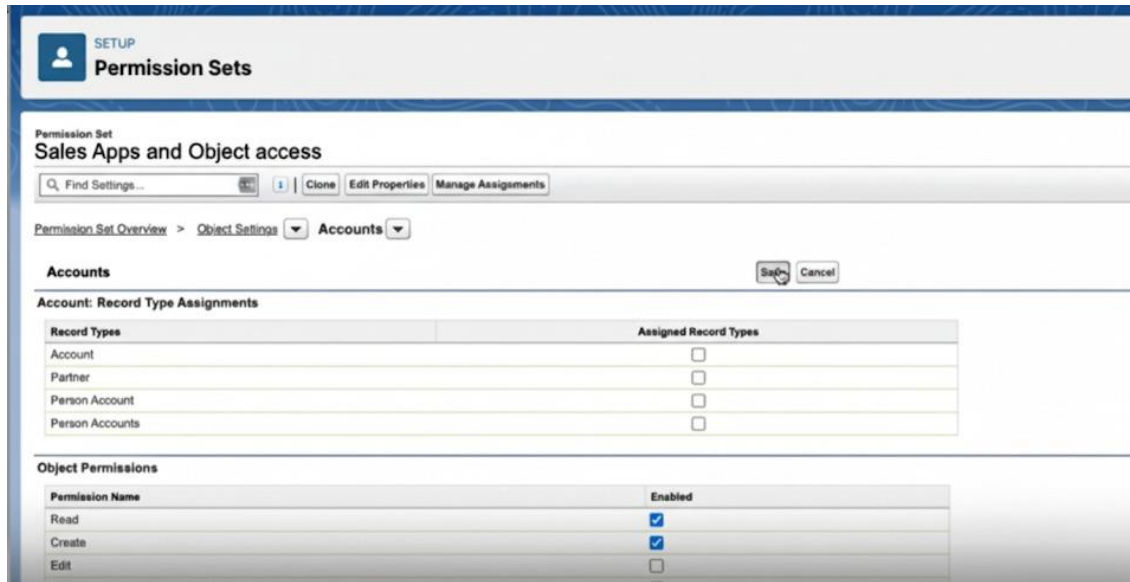 SETUP
Permission Sets
Permission Set
Sales Apps and Object access
Find Settings... | Clone Edit Properties Manage Assignments
Permission Set Overview > Object Settings Accounts
Accounts Cancel
Account: Record Type Assignments
Record Types Assigned Record Types
Account
Partner
Person Account
Person Accounts
Object Permissions
Permission Name Enabled
Read
Create
Edit